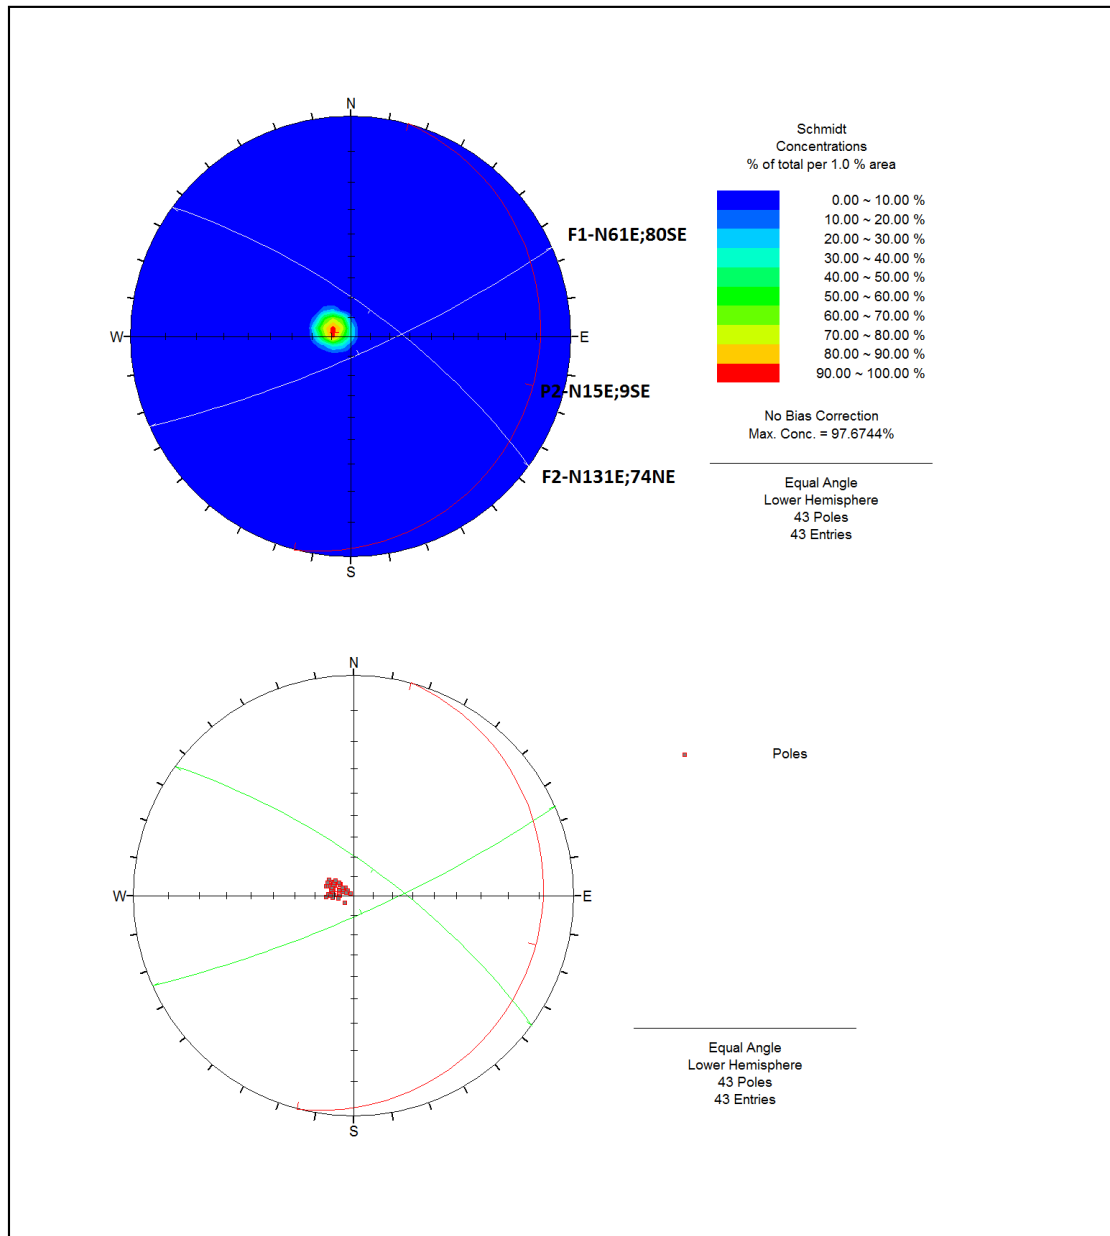 N
W
E
S
F1-N61E;80SE
P2-N15E;9SE
F2-N131E;74NE
Schmidt
Concentrations
% of total per 1.0 % area
0.00 ~ 10.00 %
10.00 ~ 20.00 %
20.00 ~ 30.00 %
30.00 ~ 40.00 %
40.00 ~ 50.00 %
50.00 ~ 60.00 %
60.00 ~ 70.00 %
70.00 ~ 80.00 %
80.00 ~ 90.00 %
90.00 ~ 100.00 %
No Bias Correction
Max. Conc. = 97.6744%
Equal Angle
Lower Hemisphere
43 Poles
43 Entries
N
W
E
S
Poles
Equal Angle
Lower Hemisphere
43 Poles
43 Entries